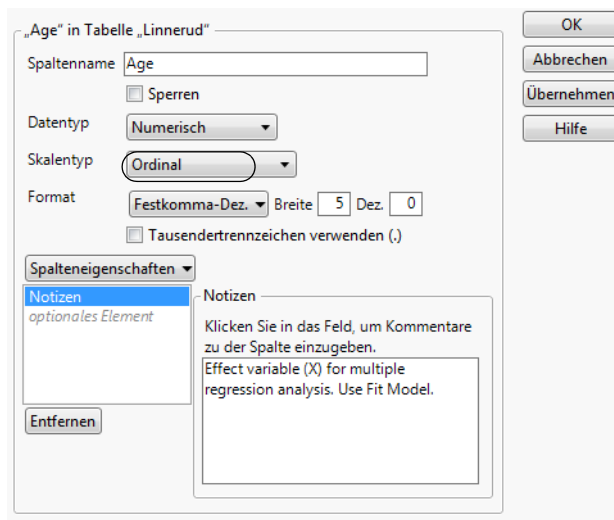 „Age“ in Tabelle „Linnerud“
OK
Spaltenname Age
Abbrechen
Sperren
Übernehmen
Datentyp Numerisch
Hilfe
Skalentyp Ordinal
Format Festkomma-Dez. Breite 5 Dez. 0
Tausendertrennzeichen verwenden (.)
Spalteneigenschaften
Notizen
optionales Element
Notizen
Klicken Sie in das Feld, um Kommentare
zu der Spalte einzugeben.
Effect variable (X) for multiple
regression analysis. Use Fit Model.
Entfernen